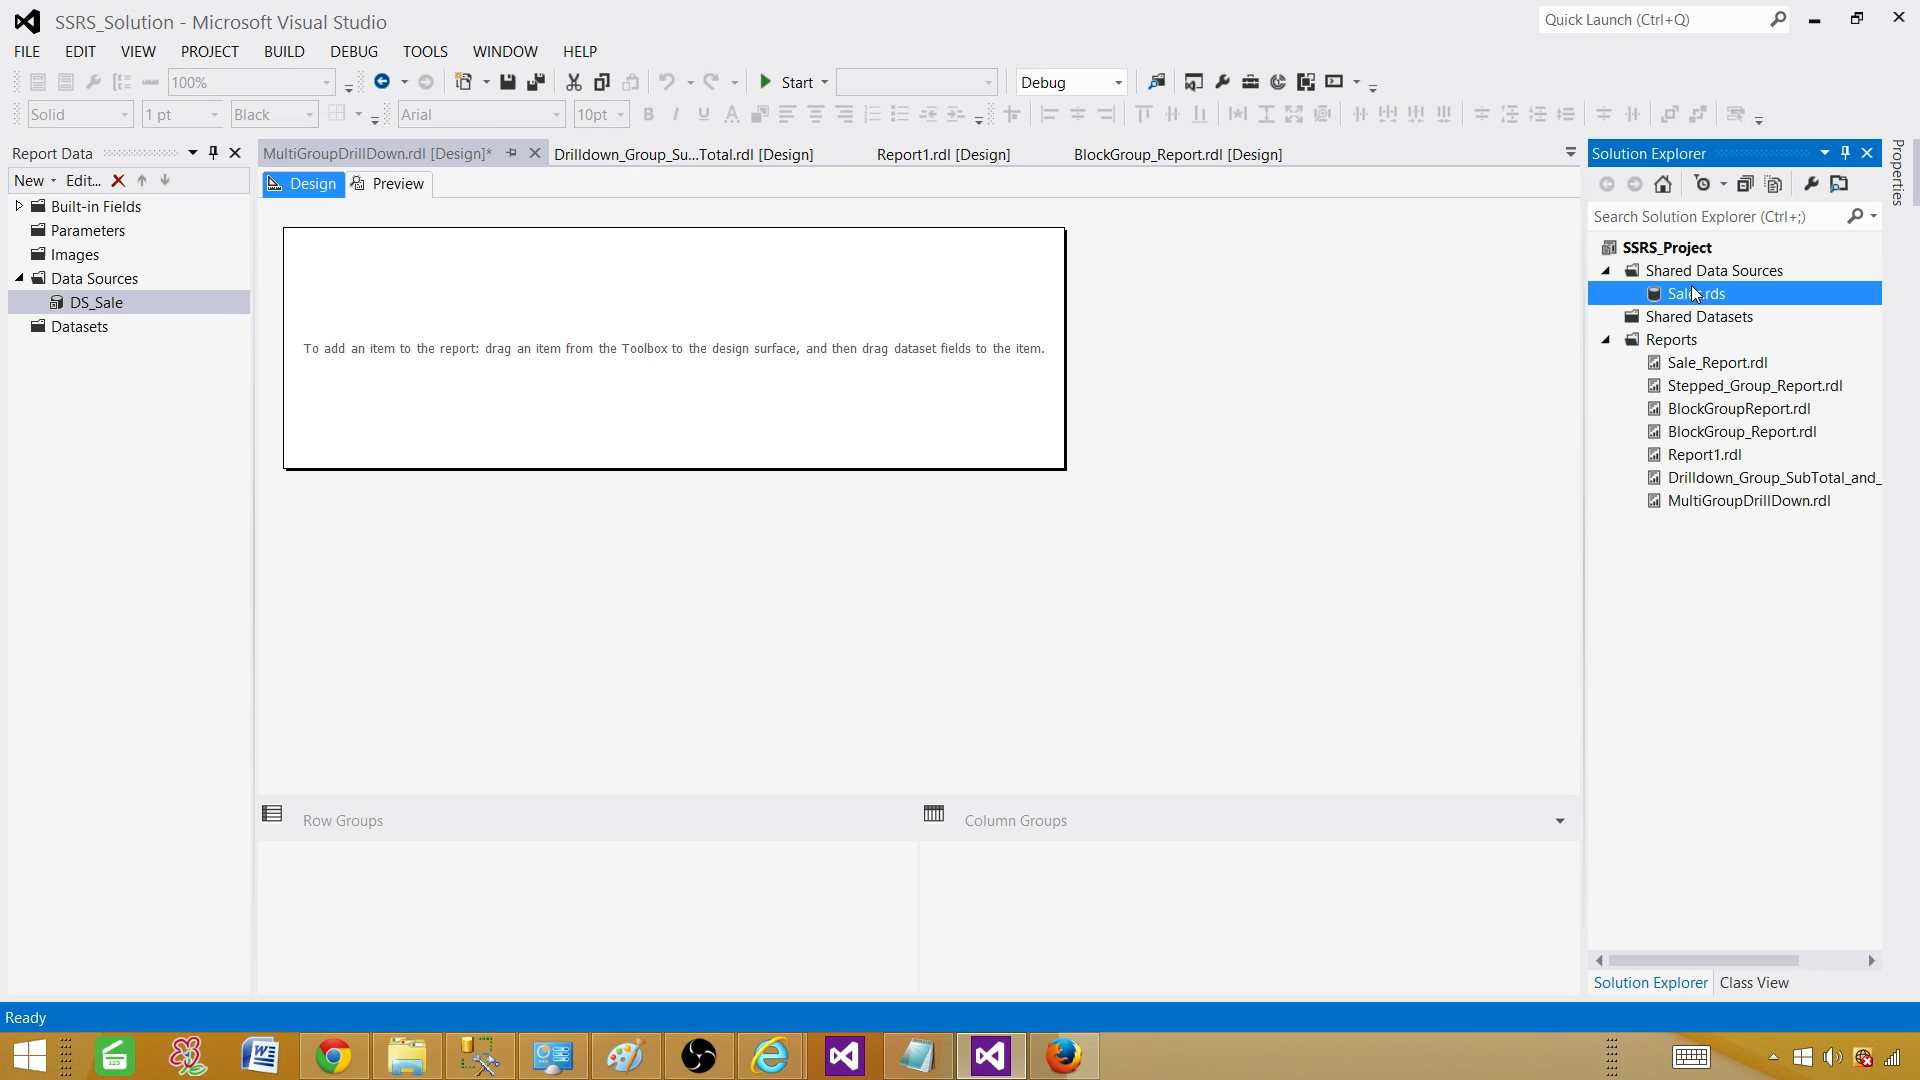 SSRS_Solution - Microsoft Visual Studio
Quick Launch (Ctrl+Q)
FILE EDIT VIEW PROJECT BUILD DEBUG TOOLS WINDOW HELP
100% Start Debug
Solid 1 pt Black Arial 10pt B I U A
Report Data
MultiGroupDrillDown.rdl [Design]* Drilldown_Group_Su...Total.rdl [Design] Report1.rdl [Design] BlockGroup_Report.rdl [Design]
Solution Explorer
Properties
New Edit...
Design Preview
Built-in Fields
Parameters
Images
Data Sources
DS_Sale
Datasets
To add an item to the report: drag an item from the Toolbox to the design surface, and then drag dataset fields to the item.
Row Groups
Column Groups
Search Solution Explorer (Ctrl+;)
SSRS_Project
Shared Data Sources
.rds
Shared Datasets
Reports
Sale_Report.rdl
Stepped_Group_Report.rdl
BlockGroupReport.rdl
BlockGroup_Report.rdl
Report1.rdl
Drilldown_Group_SubTotal_and_
MultiGroupDrillDown.rdl
Solution Explorer Class View
Ready